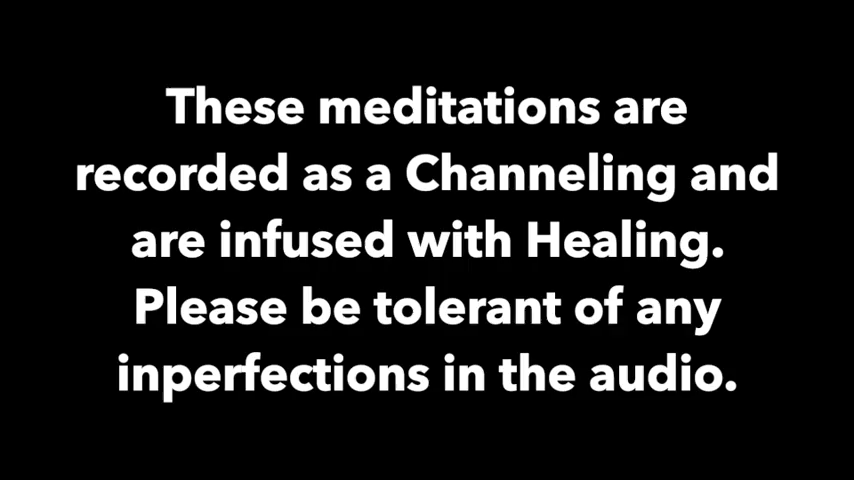 These meditations are
recorded as a Channeling and
are infused with Healing.
Please be tolerant of any
inperfections in the audio.